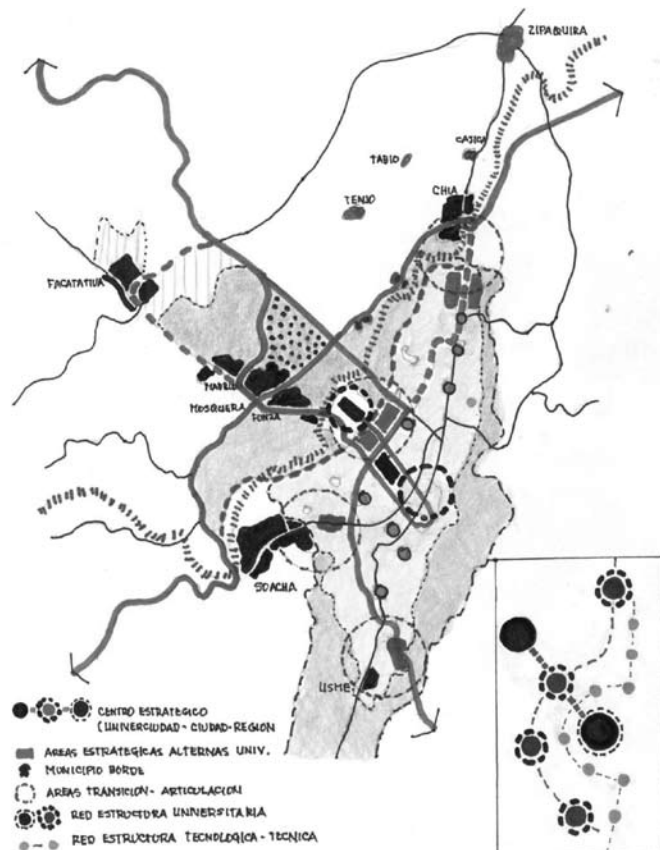 ZIPAQUIRA
CAJICA
TABIO
CHIA
TENJO
FACATATIVA
MADRID
MOSQUERA
FUNZA
SOACHA
USME
CENTRO ESTRATEGICO
(UNIVERCIUDAD - CIUDAD - REGION
AREAS ESTRATEGICAS ALTERNAS UNIV.
MUNICIPIO BORDE
AREAS TRANSICION - ARTICULACION
RED ESTRUCTURA UNIVERSITARIA
RED ESTRUCTURA TECNOLOGICA - TECNICA